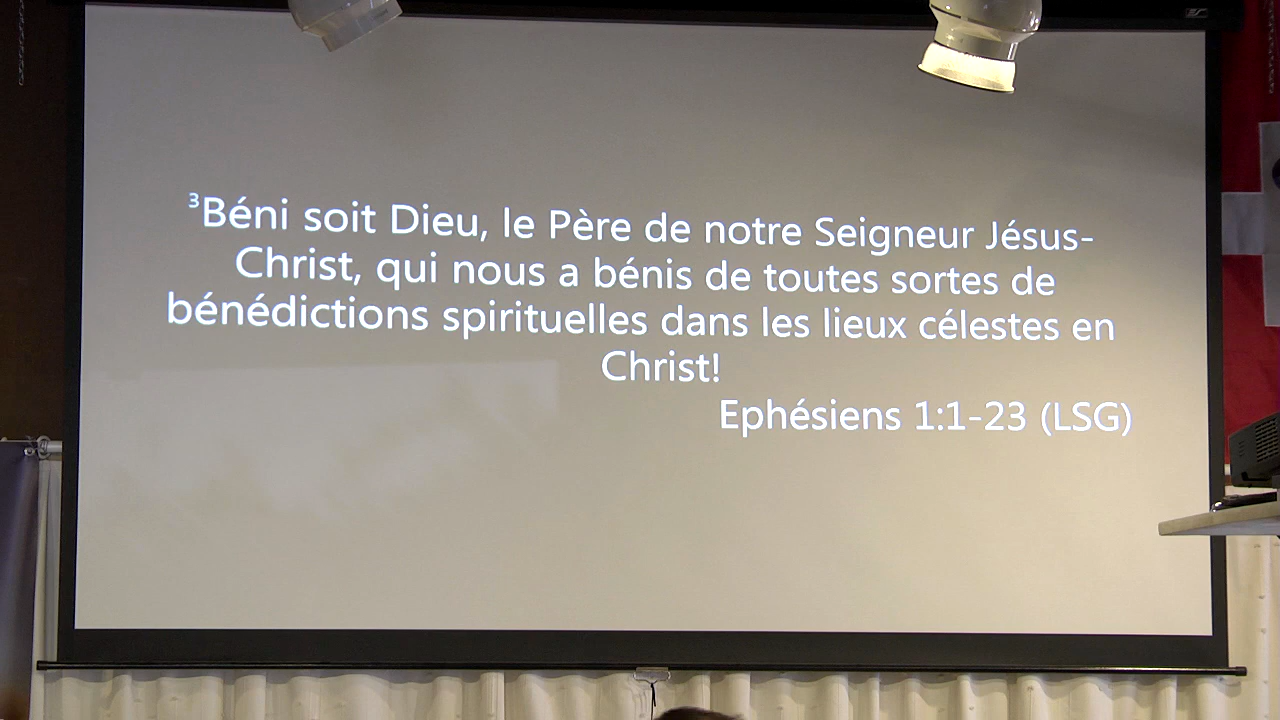 ³Béni soit Dieu, le Père de notre Seigneur Jésus-
Christ, qui nous a bénis de toutes sortes de
bénédictions spirituelles dans les lieux célestes en
Christ!
Ephésiens 1:1-23 (LSG)